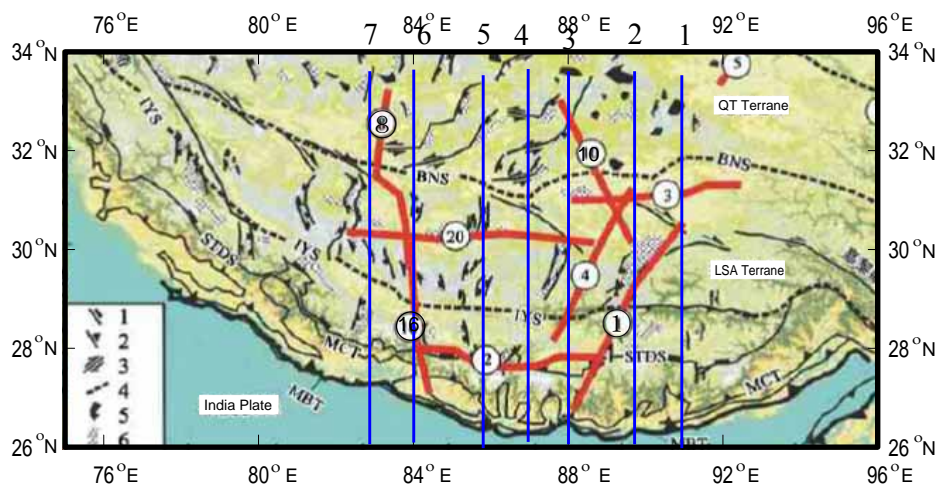 76°E 80°E 84°E 88°E 92°E 96°E
7 6 5 4 3 2 1
34°N 34°N
5
QT Terrane
IYS
8
32°N 10 32°N
BNS BNS
3
STDS IYS 20
30°N 30°N
4 LSA Terrane
1
2 IYS
3 16 1
28°N MCT 2 STDS 28°N
4 MBT MCT
5 India Plate
6 MBT
26°N 26°N
76°E 80°E 84°E 88°E 92°E 96°E